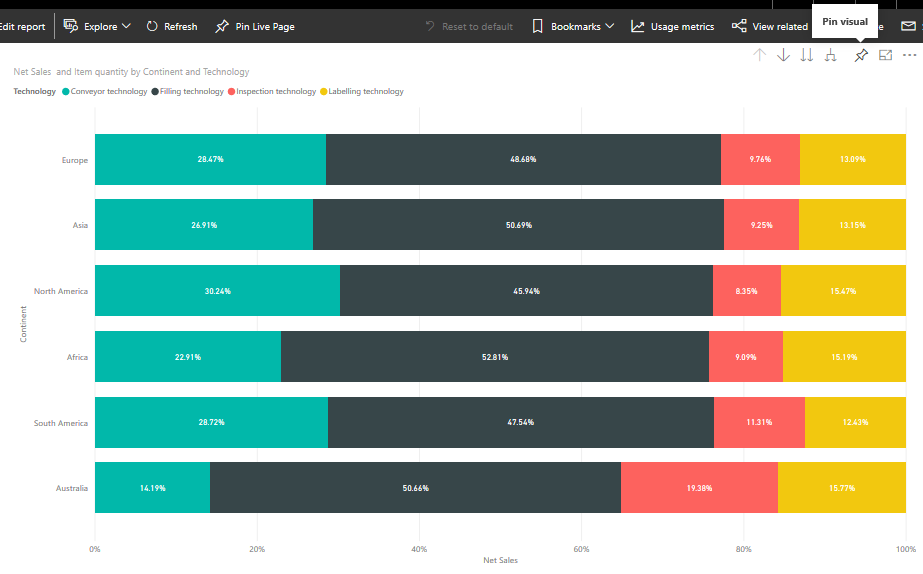 Edit report Explore Refresh Pin Live Page Reset to default Bookmarks Usage metrics View related Pin visual
Net Sales and Item quantity by Continent and Technology
Technology Conveyor technology Filling technology Inspection technology Labelling technology
Europe 28.47% 48.68% 9.76% 13.09%
Asia 26.91% 50.69% 9.25% 13.15%
North America 30.24% 45.94% 8.35% 15.47%
Continent
Africa 22.91% 52.81% 9.09% 15.19%
South America 28.72% 47.54% 11.31% 12.43%
Australia 14.19% 50.66% 19.38% 15.77%
0% 20% 40% 60% 80% 100%
Net Sales